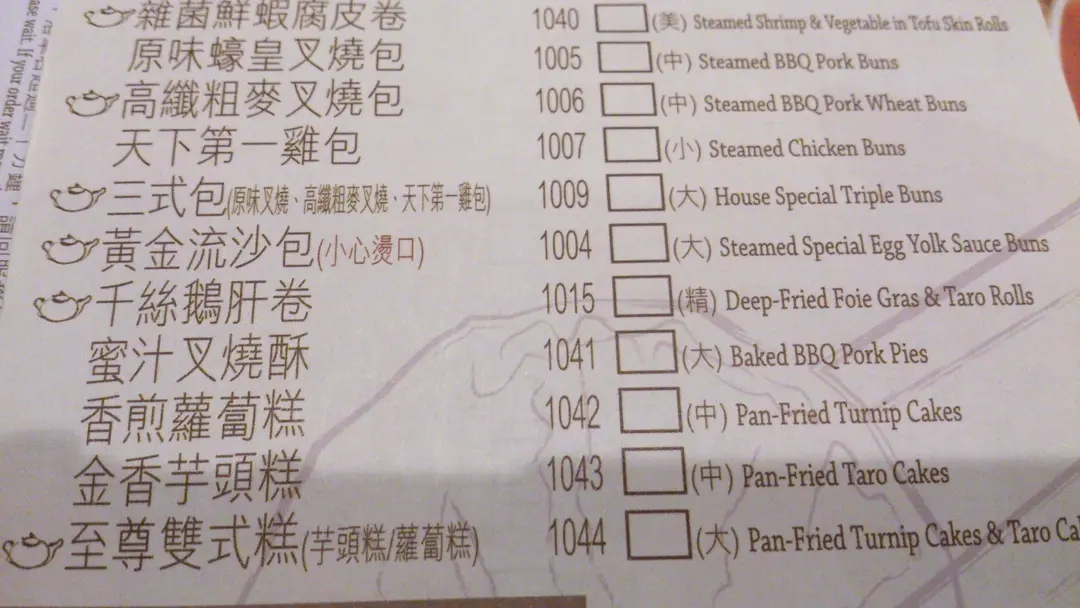 雜菌鮮蝦腐皮卷 1040 (美) Steamed Shrimp & Vegetable in Tofu Skin Rolls
原味蠔皇叉燒包 1005 (中) Steamed BBQ Pork Buns
高纖粗麥叉燒包 1006 (中) Steamed BBQ Pork Wheat Buns
天下第一雞包 1007 (小) Steamed Chicken Buns
三式包(原味叉燒、高纖粗麥叉燒、天下第一雞包) 1009 (大) House Special Triple Buns
黃金流沙包(小心燙口) 1004 (大) Steamed Special Egg Yolk Sauce Buns
千絲鵝肝卷 1015 (精) Deep-Fried Foie Gras & Taro Rolls
蜜汁叉燒酥 1041 (大) Baked BBQ Pork Pies
香煎蘿蔔糕 1042 (中) Pan-Fried Turnip Cakes
金香芋頭糕 1043 (中) Pan-Fried Taro Cakes
至尊雙式糕(芋頭糕/蘿蔔糕) 1044 (大) Pan-Fried Turnip Cakes & Taro Ca
ase wait. If your order wait